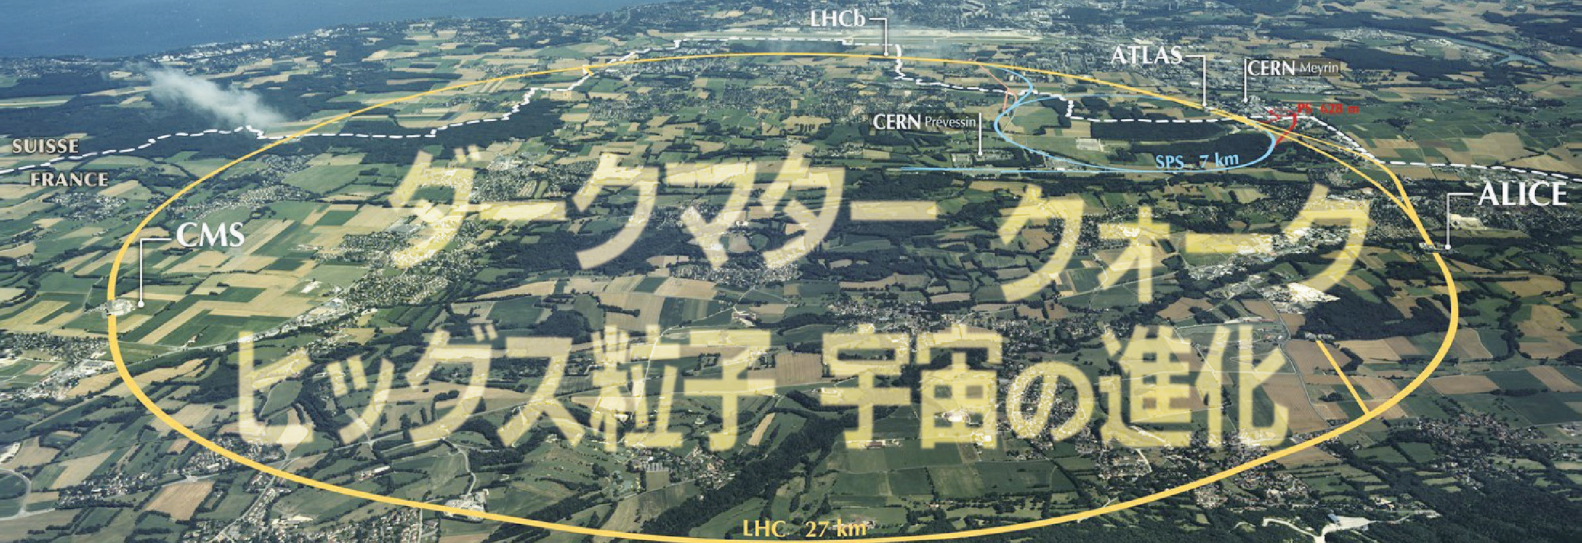 LHCb
ATLAS
CERN Meyrin
PS 628 m
CERN Prévessin
SUISSE
FRANCE
SPS 7 km
ALICE
CMS
ダークマター クォーク
ヒッグス粒子 宇宙の進化
LHC 27 km